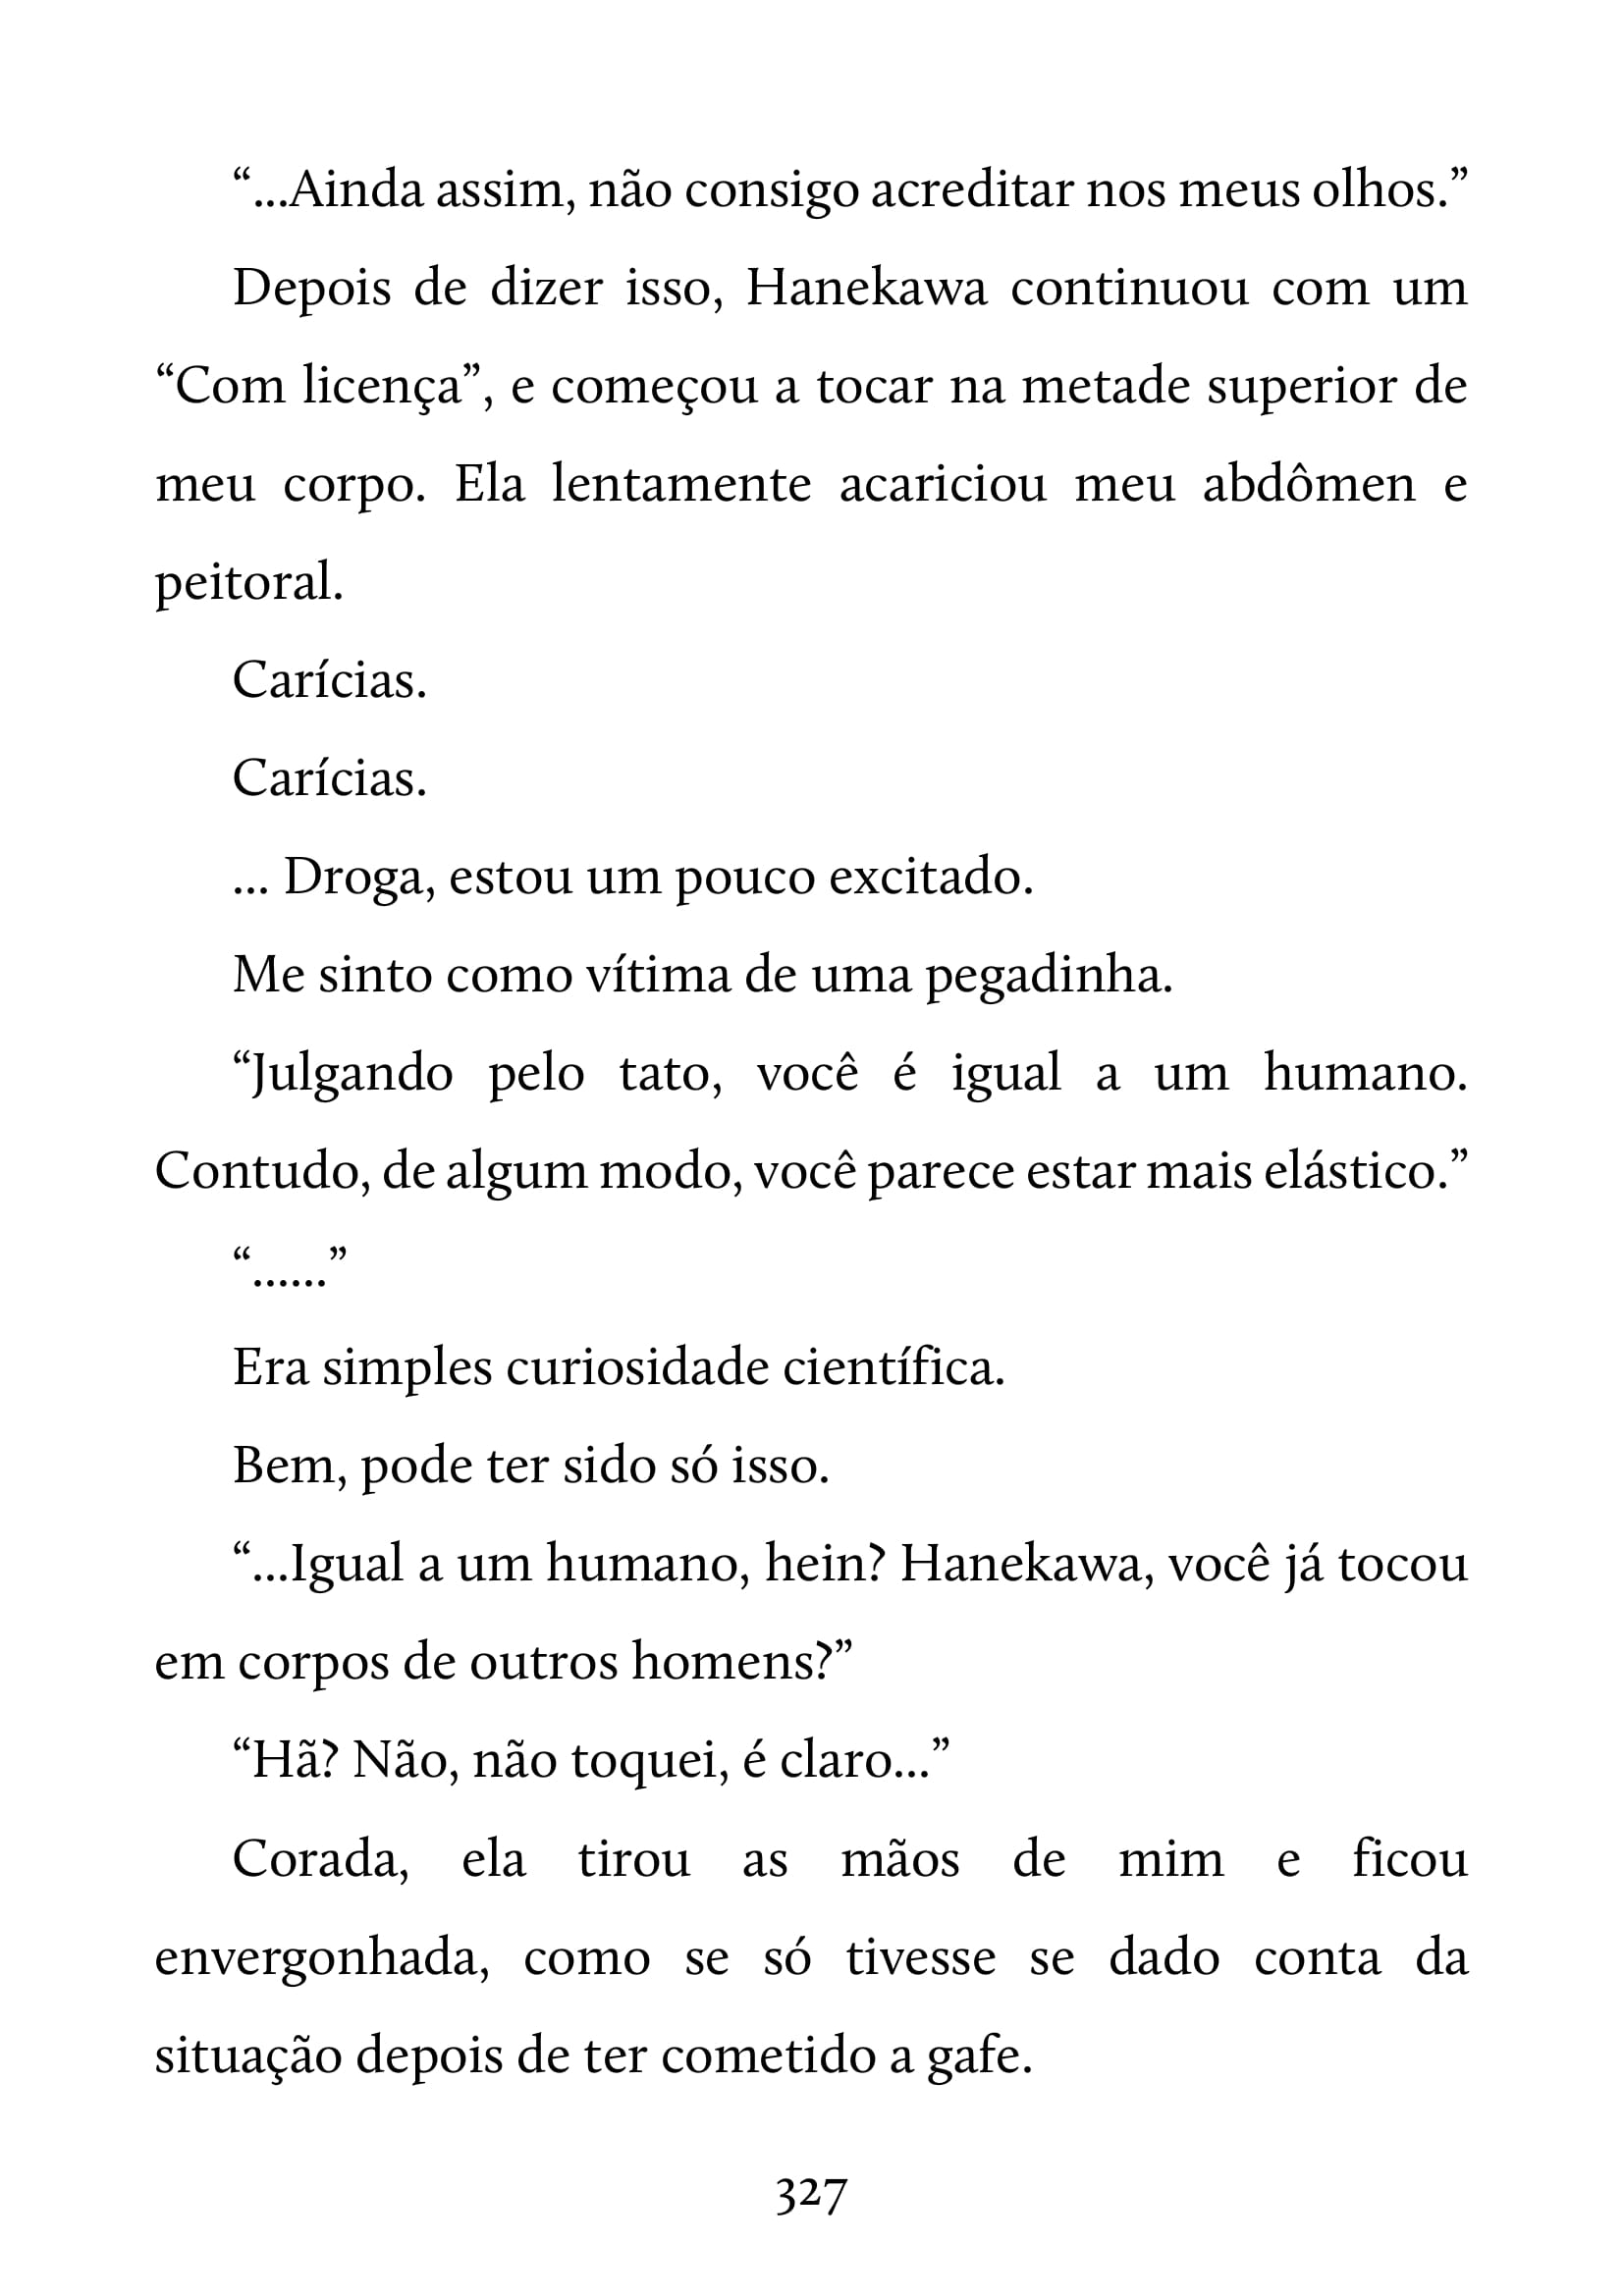 “...Ainda assim, não consigo acreditar nos meus olhos.”
Depois de dizer isso, Hanekawa continuou com um
“Com licença”, e começou a tocar na metade superior de
meu corpo. Ela lentamente acariciou meu abdômen e
peitoral.
Carícias.
Carícias.
... Droga, estou um pouco excitado.
Me sinto como vítima de uma pegadinha.
“Julgando pelo tato, você é igual a um humano.
Contudo, de algum modo, você parece estar mais elástico.”
“......”
Era simples curiosidade científica.
Bem, pode ter sido só isso.
“...Igual a um humano, hein? Hanekawa, você já tocou
em corpos de outros homens?”
“Hã? Não, não toquei, é claro...”
Corada, ela tirou as mãos de mim e ficou
envergonhada, como se só tivesse se dado conta da
situação depois de ter cometido a gafe.
327